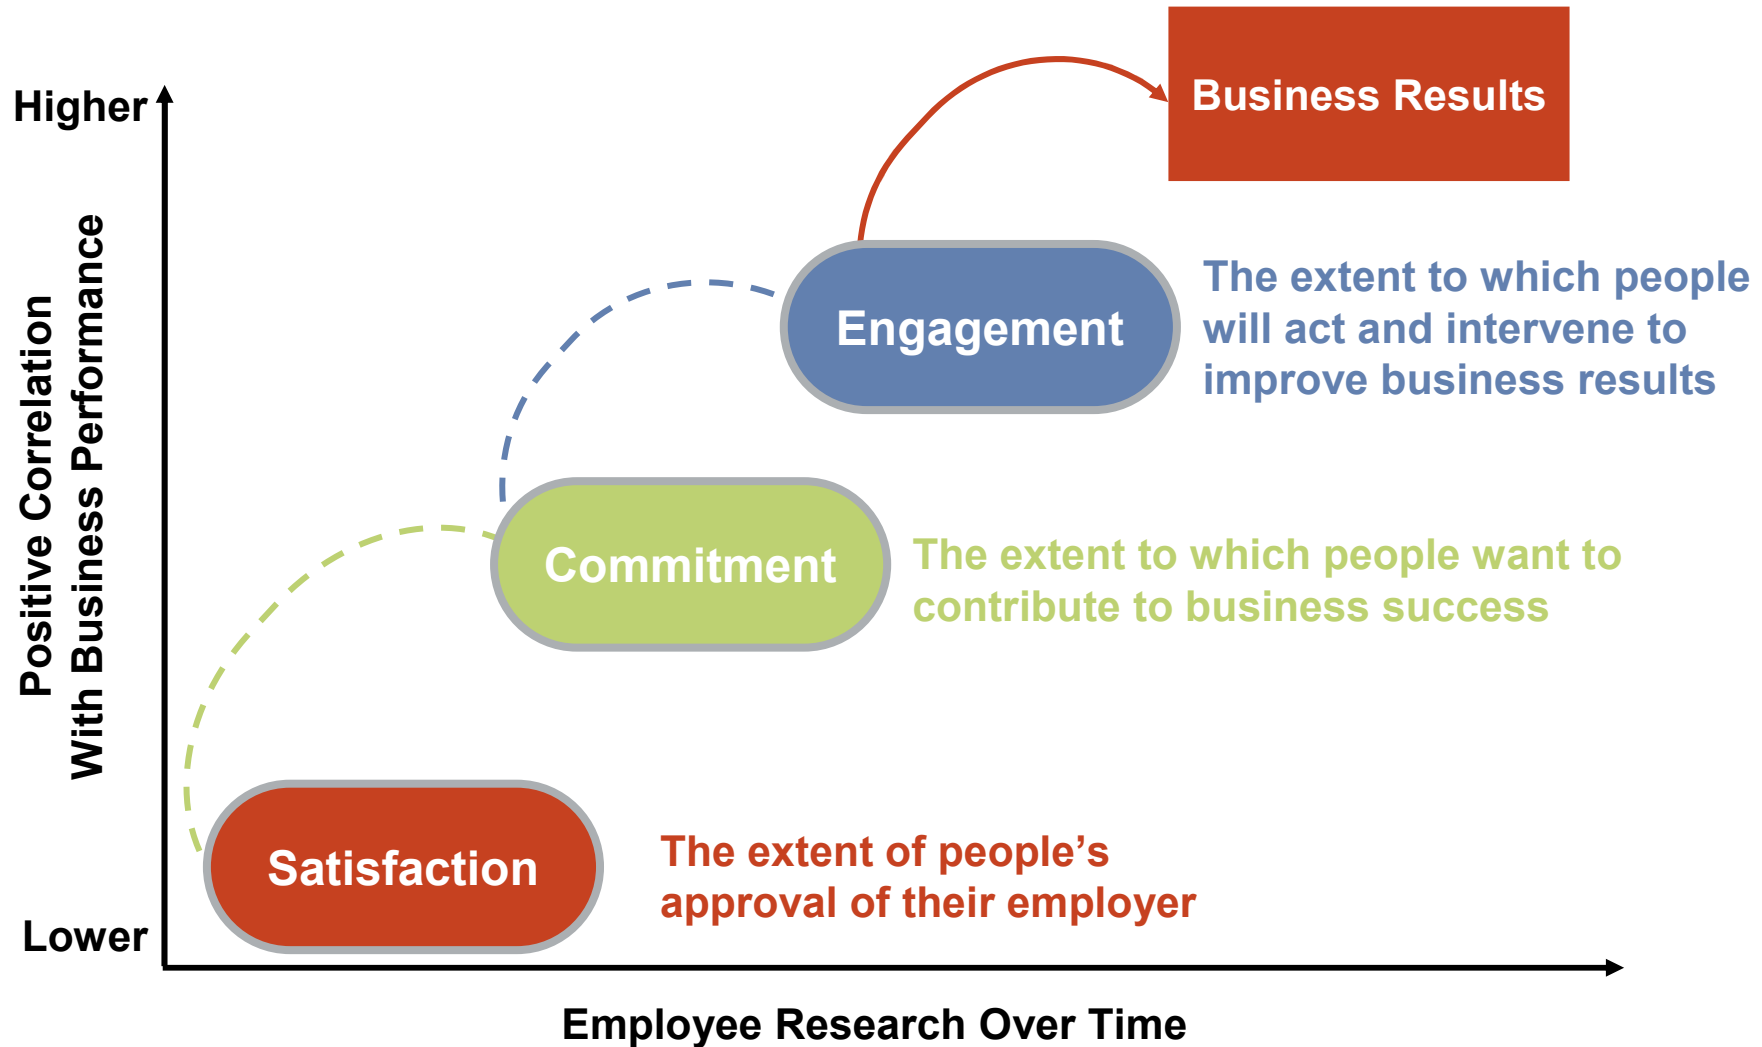 Higher
Business Results
Positive Correlation
With Business Performance
Engagement
The extent to which people
will act and intervene to
improve business results
Commitment
The extent to which people want to
contribute to business success
Satisfaction
The extent of people’s
approval of their employer
Lower
Employee Research Over Time